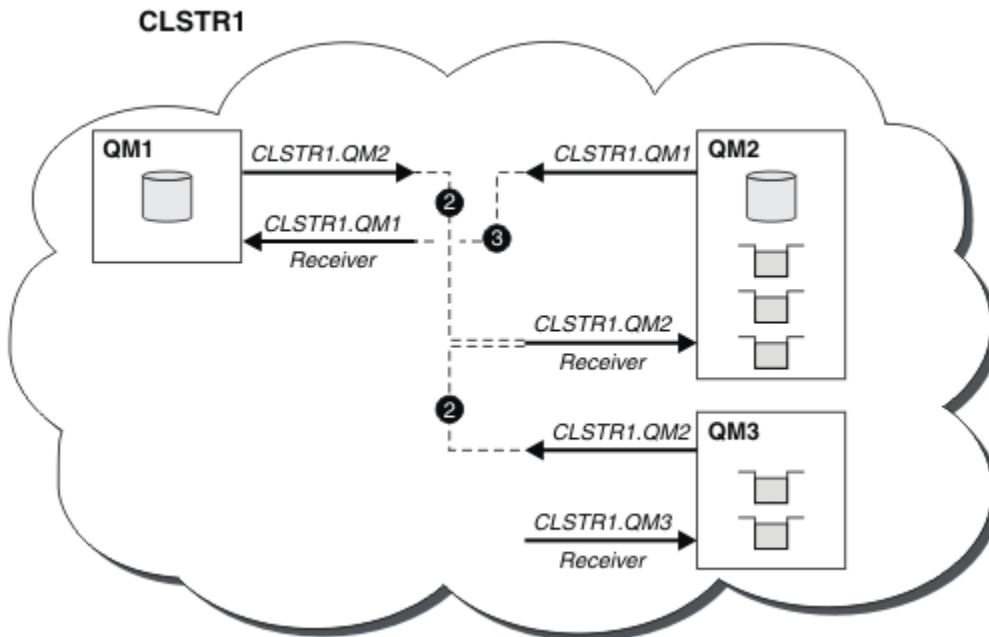 CLSTR1
QM1
CLSTR1.QM2
CLSTR1.QM1
QM2
2
CLSTR1.QM1
3
Receiver
CLSTR1.QM2
Receiver
2
CLSTR1.QM2
QM3
CLSTR1.QM3
Receiver